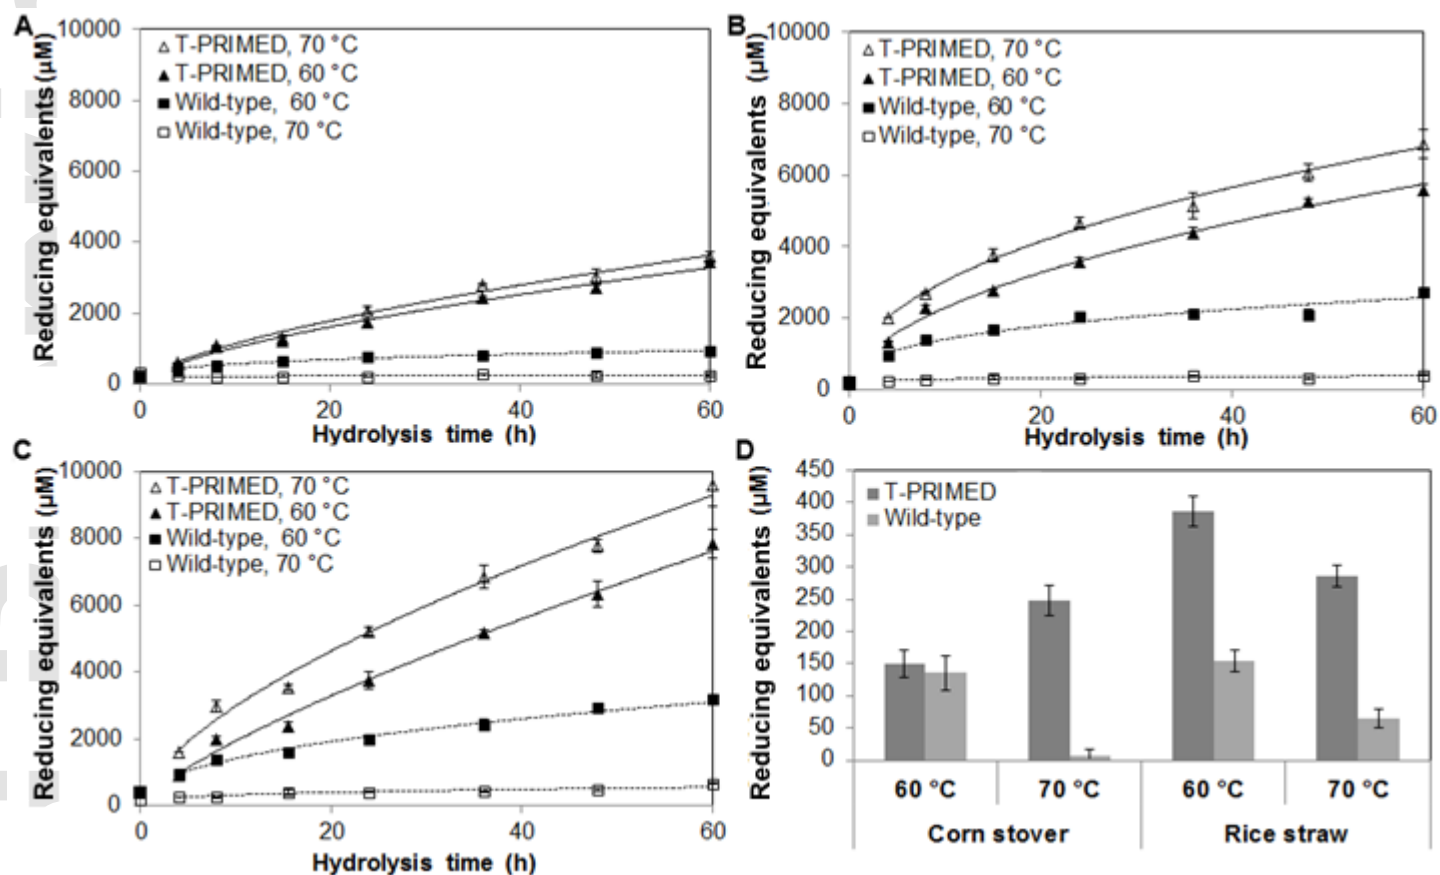 A
Reducing equivalents (µM)
10000
8000
6000
4000
2000
0
T-PRIMED, 70 °C
T-PRIMED, 60 °C
Wild-type, 60 °C
Wild-type, 70 °C
0 20 40 60
Hydrolysis time (h)
B
Reducing equivalents (µM)
10000
8000
6000
4000
2000
0
T-PRIMED, 70 °C
T-PRIMED, 60 °C
Wild-type, 60 °C
Wild-type, 70 °C
0 20 40 60
Hydrolysis time (h)
C
Reducing equivalents (µM)
10000
8000
6000
4000
2000
0
T-PRIMED, 70 °C
T-PRIMED, 60 °C
Wild-type, 60 °C
Wild-type, 70 °C
0 20 40 60
Hydrolysis time (h)
D
Reducing equivalents (µM)
450
400
350
300
250
200
150
100
50
0
T-PRIMED
Wild-type
60 °C 70 °C 60 °C 70 °C
Corn stover Rice straw